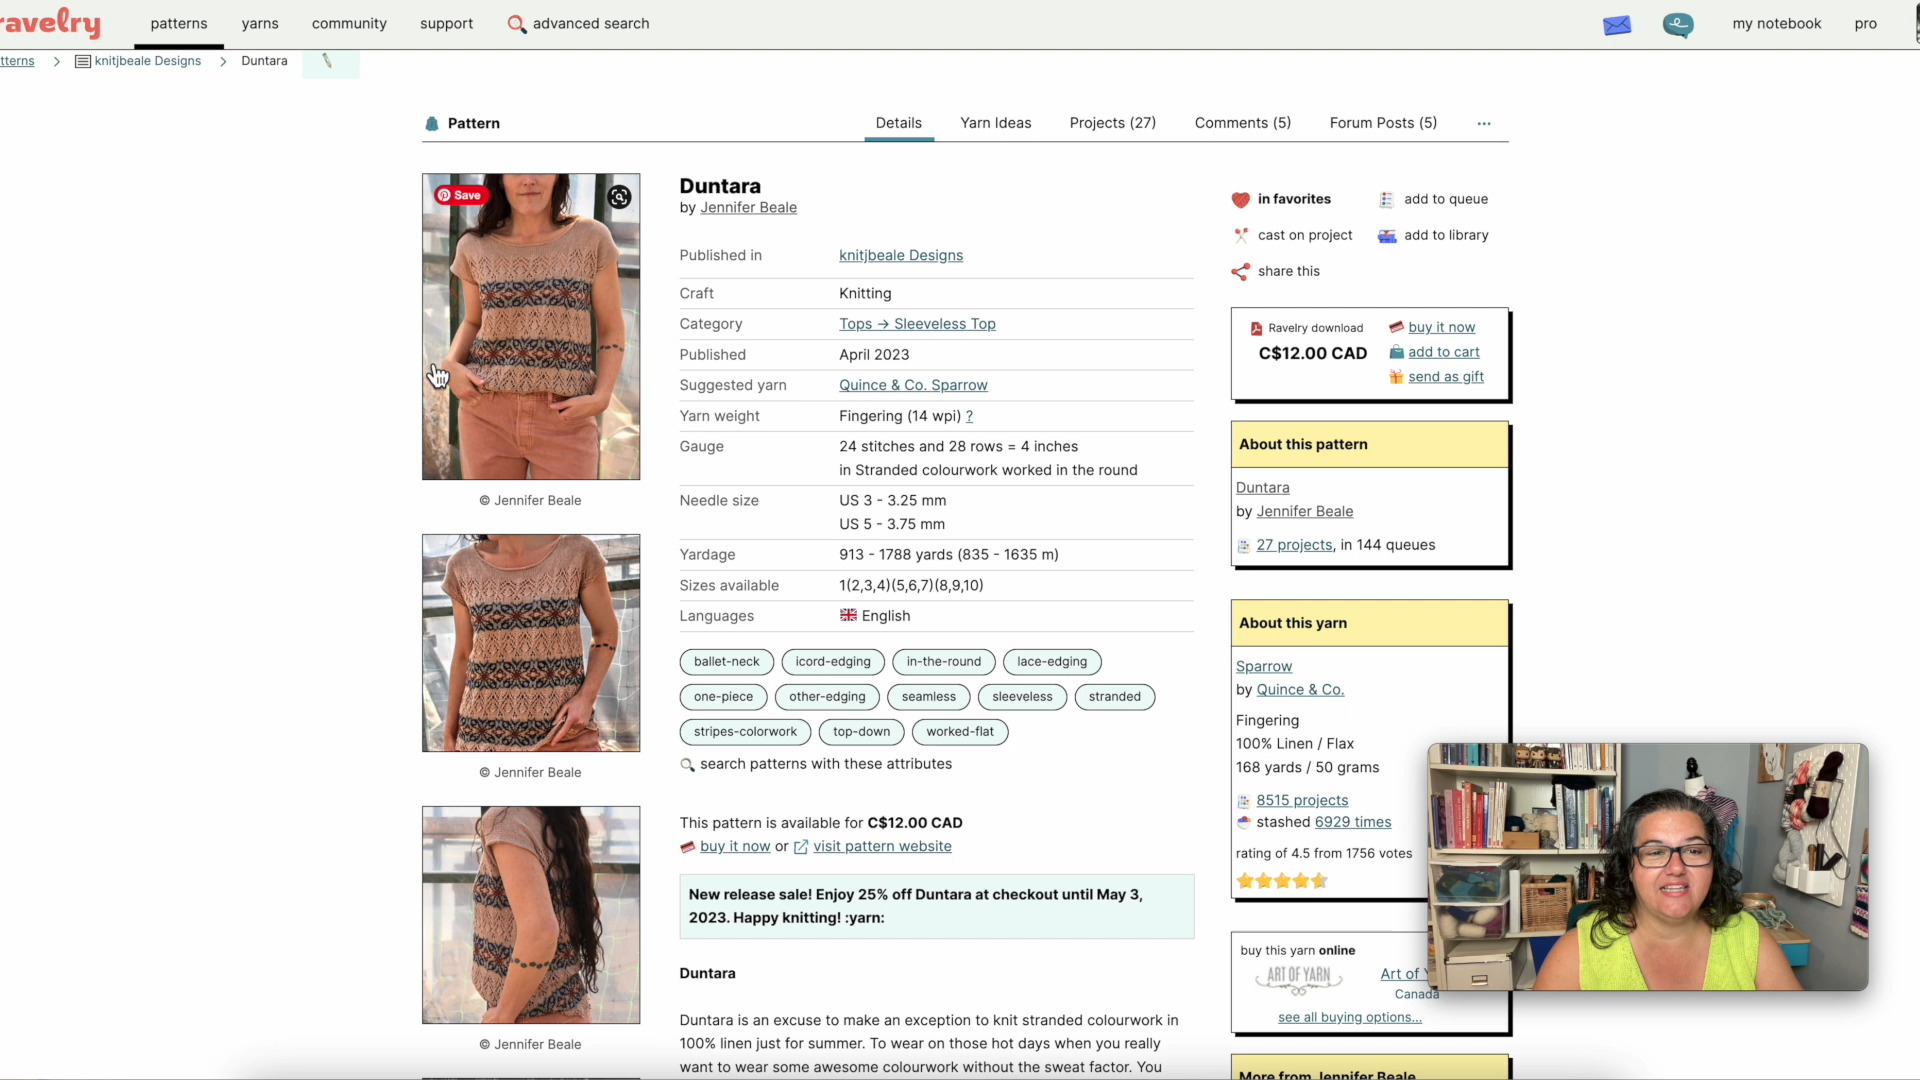 ravelry
patterns
yarns
community
support
advanced search
my notebook
pro
tterns > knitjbeale Designs > Duntara
Pattern
Details
Yarn Ideas
Projects (27)
Comments (5)
Forum Posts (5)
Save
© Jennifer Beale
© Jennifer Beale
© Jennifer Beale
Duntara
by Jennifer Beale
Published in knitjbeale Designs
Craft Knitting
Category Tops → Sleeveless Top
Published April 2023
Suggested yarn Quince & Co. Sparrow
Yarn weight Fingering (14 wpi) ?
Gauge 24 stitches and 28 rows = 4 inches
in Stranded colourwork worked in the round
Needle size US 3 - 3.25 mm
US 5 - 3.75 mm
Yardage 913 - 1788 yards (835 - 1635 m)
Sizes available 1(2,3,4)(5,6,7)(8,9,10)
Languages English
ballet-neck icord-edging in-the-round lace-edging
one-piece other-edging seamless sleeveless stranded
stripes-colorwork top-down worked-flat
search patterns with these attributes
This pattern is available for C$12.00 CAD
buy it now or visit pattern website
New release sale! Enjoy 25% off Duntara at checkout until May 3,
2023. Happy knitting! :yarn:
Duntara
Duntara is an excuse to make an exception to knit stranded colourwork in
100% linen just for summer. To wear on those hot days when you really
want to wear some awesome colourwork without the sweat factor. You
in favorites
add to queue
cast on project
add to library
share this
Ravelry download
C$12.00 CAD
buy it now
add to cart
send as gift
About this pattern
Duntara
by Jennifer Beale
27 projects, in 144 queues
About this yarn
Sparrow
by Quince & Co.
Fingering
100% Linen / Flax
168 yards / 50 grams
8515 projects
stashed 6929 times
rating of 4.5 from 1756 votes
buy this yarn online
ART OF YARN
Art of
Canada
see all buying options...
More from Jennifer Beale